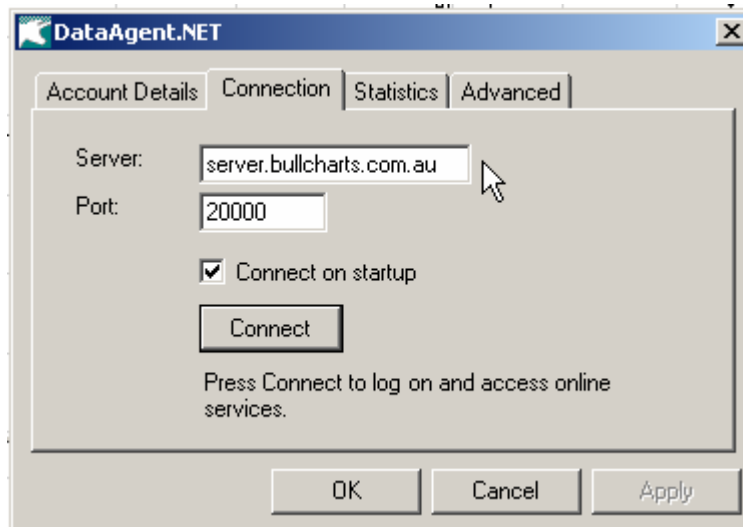 DataAgent.NET
Account Details Connection Statistics Advanced
Server: server.bullcharts.com.au
Port: 20000
Connect on startup
Connect
Press Connect to log on and access online
services.
OK Cancel Apply